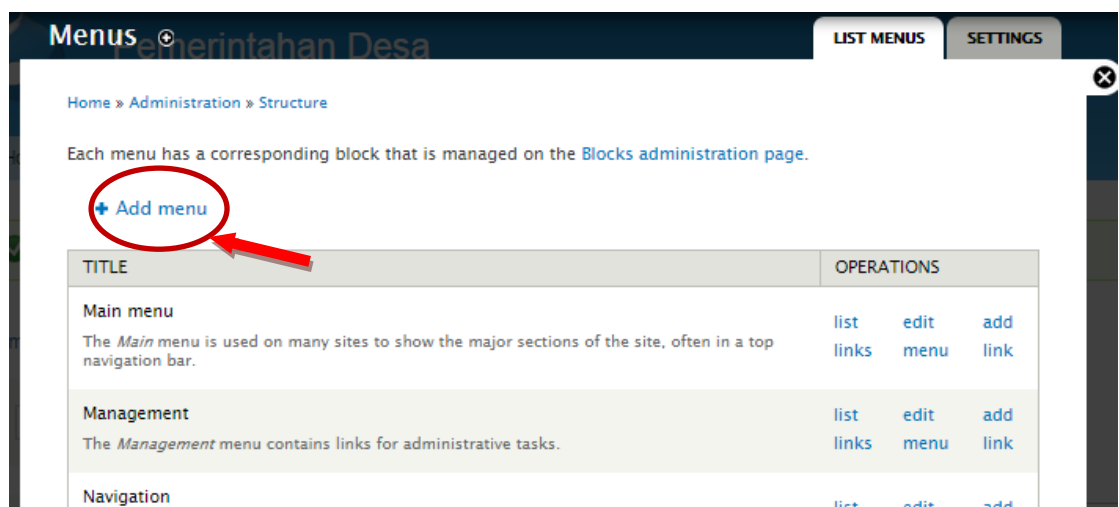 Menus
Pemerintahan Desa
LIST MENUS
SETTINGS
Home » Administration » Structure
Each menu has a corresponding block that is managed on the Blocks administration page.
+ Add menu
TITLE
OPERATIONS
Main menu
The Main menu is used on many sites to show the major sections of the site, often in a top
navigation bar.
list links
edit menu
add link
Management
The Management menu contains links for administrative tasks.
list links
edit menu
add link
Navigation
list
edit
add